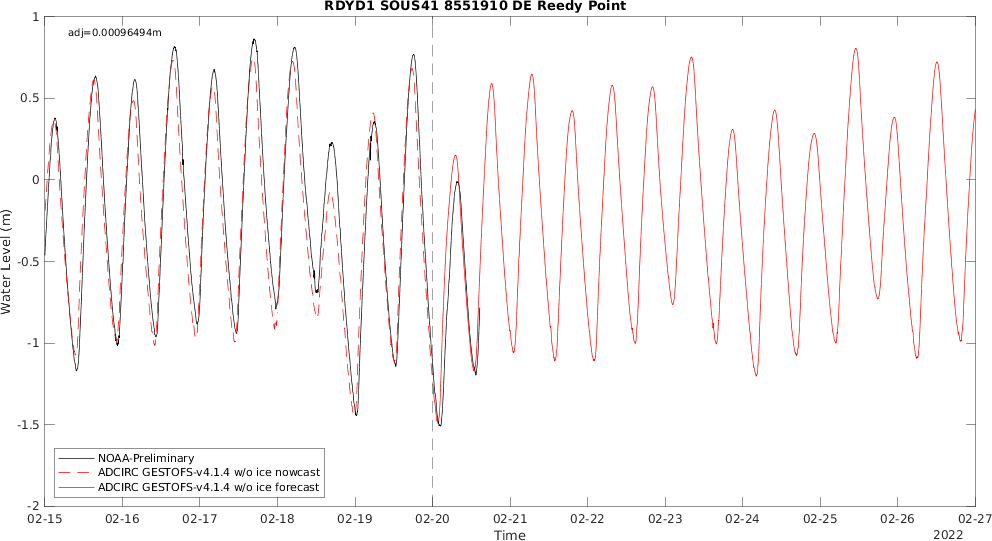 RDYD1 SOUS41 8551910 DE Reedy Point
adj=0.00096494m
1
0.5
0
-0.5
-1
-1.5
-2
Water Level (m)
NOAA-Preliminary
ADCIRC GESTOFS-v4.1.4 w/o ice nowcast
ADCIRC GESTOFS-v4.1.4 w/o ice forecast
02-15 02-16 02-17 02-18 02-19 02-20 02-21 02-22 02-23 02-24 02-25 02-26 02-27
Time
2022